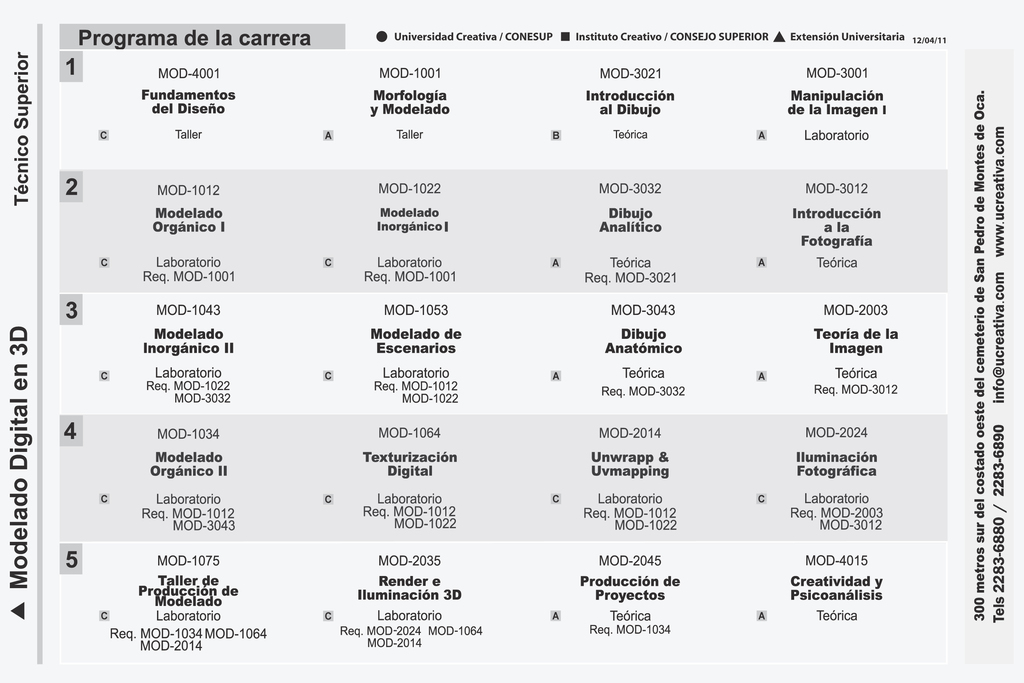 Programa de la carrera
● Universidad Creativa / CONESUP ■ Instituto Creativo / CONSEJO SUPERIOR ▲ Extensión Universitaria 12/04/11
▲ Modelado Digital en 3D Técnico Superior
1
MOD-4001
Fundamentos
del Diseño
C Taller
MOD-1001
Morfología
y Modelado
A Taller
MOD-3021
Introducción
al Dibujo
B Teórica
MOD-3001
Manipulación
de la Imagen I
A Laboratorio
2
MOD-1012
Modelado
Orgánico I
C Laboratorio
Req. MOD-1001
MOD-1022
Modelado
Inorgánico I
C Laboratorio
Req. MOD-1001
MOD-3032
Dibujo
Analítico
A Teórica
Req. MOD-3021
MOD-3012
Introducción
a la
Fotografía
A Teórica
3
MOD-1043
Modelado
Inorgánico II
C Laboratorio
Req. MOD-1022
MOD-3032
MOD-1053
Modelado de
Escenarios
C Laboratorio
Req. MOD-1012
MOD-1022
MOD-3043
Dibujo
Anatómico
A Teórica
Req. MOD-3032
MOD-2003
Teoría de la
Imagen
A Teórica
Req. MOD-3012
4
MOD-1034
Modelado
Orgánico II
C Laboratorio
Req. MOD-1012
MOD-3043
MOD-1064
Texturización
Digital
C Laboratorio
Req. MOD-1012
MOD-1022
MOD-2014
Unwrapp &
Uvmapping
C Laboratorio
Req. MOD-1012
MOD-1022
MOD-2024
Iluminación
Fotográfica
C Laboratorio
Req. MOD-2003
MOD-3012
5
MOD-1075
Taller de
Producción de
Modelado
C Laboratorio
Req. MOD-1034 MOD-1064
MOD-2014
MOD-2035
Render e
Iluminación 3D
C Laboratorio
Req. MOD-2024 MOD-1064
MOD-2014
MOD-2045
Producción de
Proyectos
A Teórica
Req. MOD-1034
MOD-4015
Creatividad y
Psicoanálisis
A Teórica
300 metros sur del costado oeste del cemeterio de San Pedro de Montes de Oca.
Tels 2283-6880 / 2283-6890 info@ucreativa.com www.ucreativa.com